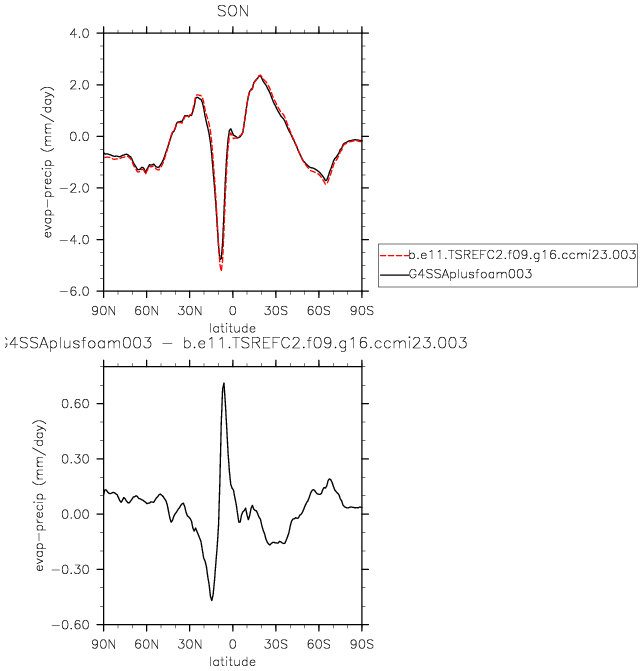 SON
4.0
2.0
0.0
−2.0
−4.0
−6.0
evap−precip (mm/day)
90N 60N 30N 0 30S 60S 90S
latitude
b.e11.TSREFC2.f09.g16.ccmi23.003
G4SSAplusfoam003
G4SSAplusfoam003 − b.e11.TSREFC2.f09.g16.ccmi23.003
0.60
0.30
0.00
−0.30
−0.60
evap−precip (mm/day)
90N 60N 30N 0 30S 60S 90S
latitude